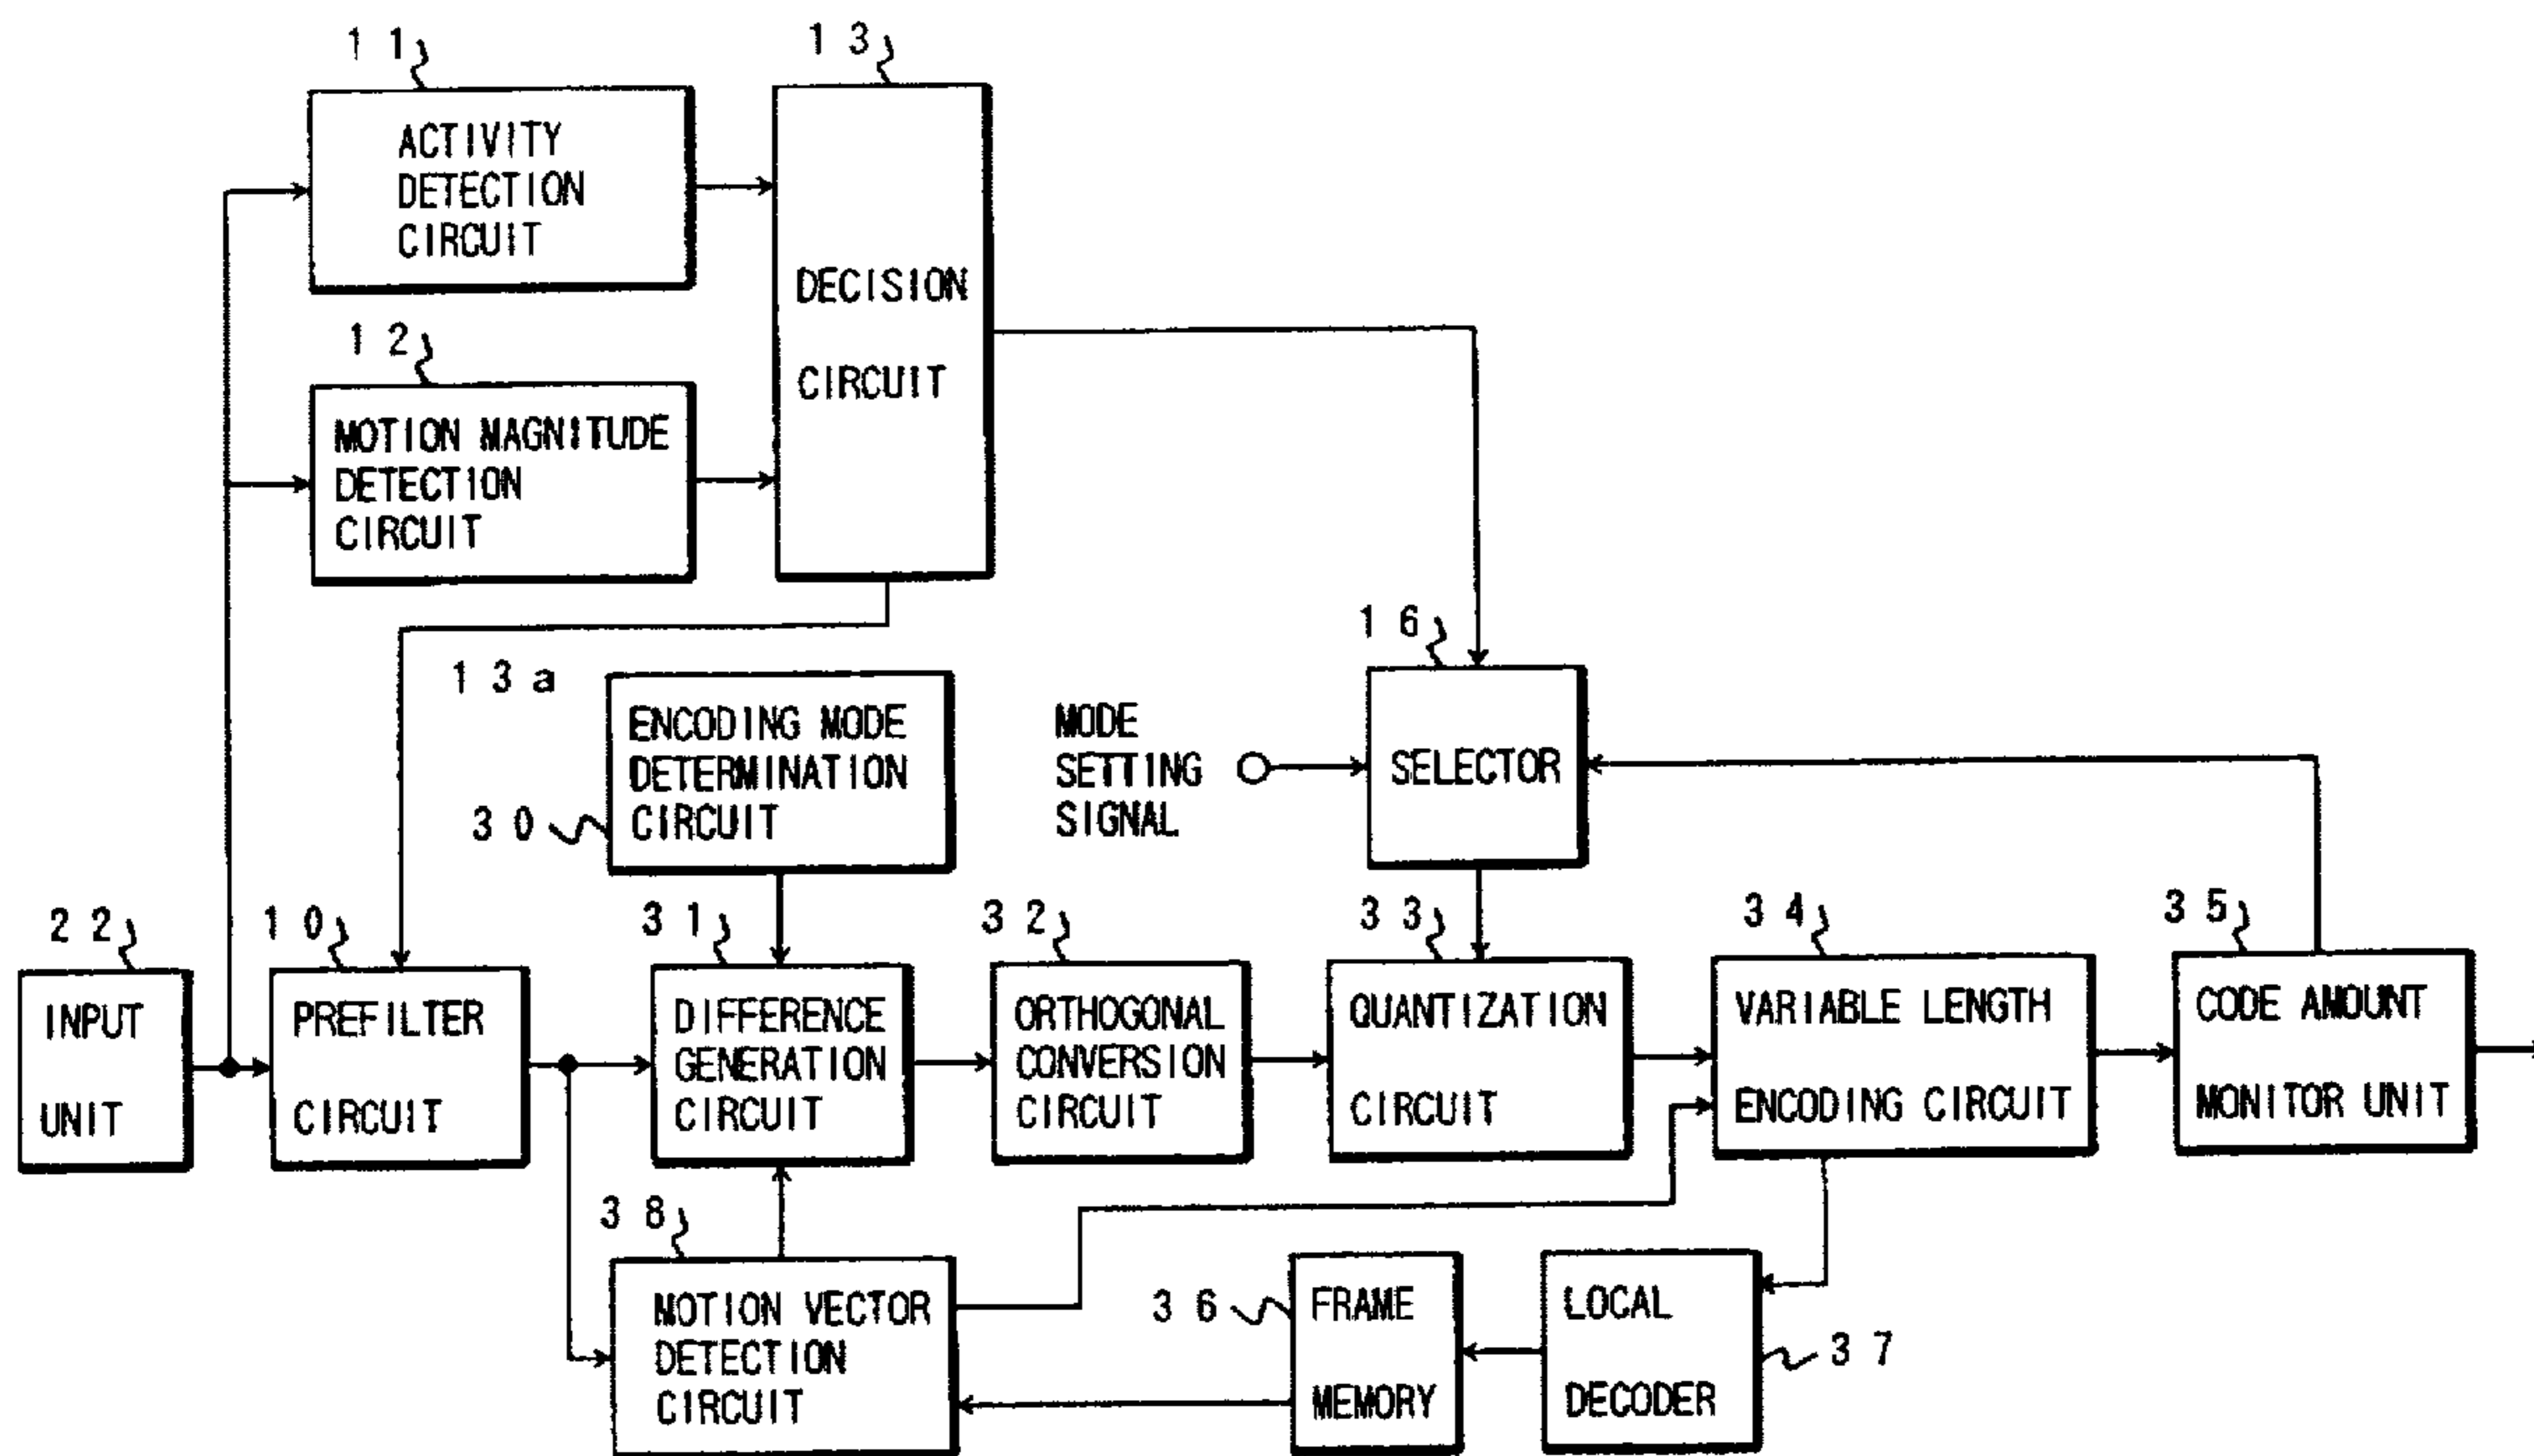 11
13
ACTIVITY
DETECTION
CIRCUIT
DECISION
CIRCUIT
12
MOTION MAGNITUDE
DETECTION
CIRCUIT
13a
16
ENCODING MODE
DETERMINATION
CIRCUIT
30
MODE
SETTING
SIGNAL
SELECTOR
22
10
31
32
33
34
35
INPUT
UNIT
PREFILTER
CIRCUIT
DIFFERENCE
GENERATION
CIRCUIT
ORTHOGONAL
CONVERSION
CIRCUIT
QUANTIZATION
CIRCUIT
VARIABLE LENGTH
ENCODING CIRCUIT
CODE AMOUNT
MONITOR UNIT
38
MOTION VECTOR
DETECTION
CIRCUIT
36
FRAME
MEMORY
LOCAL
DECODER
37